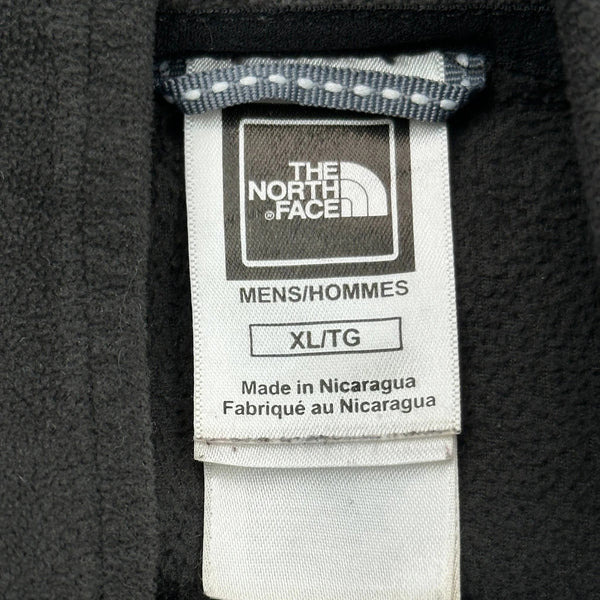 THE
NORTH
®FACE
MENS/HOMMES
XL/TG
Made in Nicaragua
Fabriqué au Nicaragua